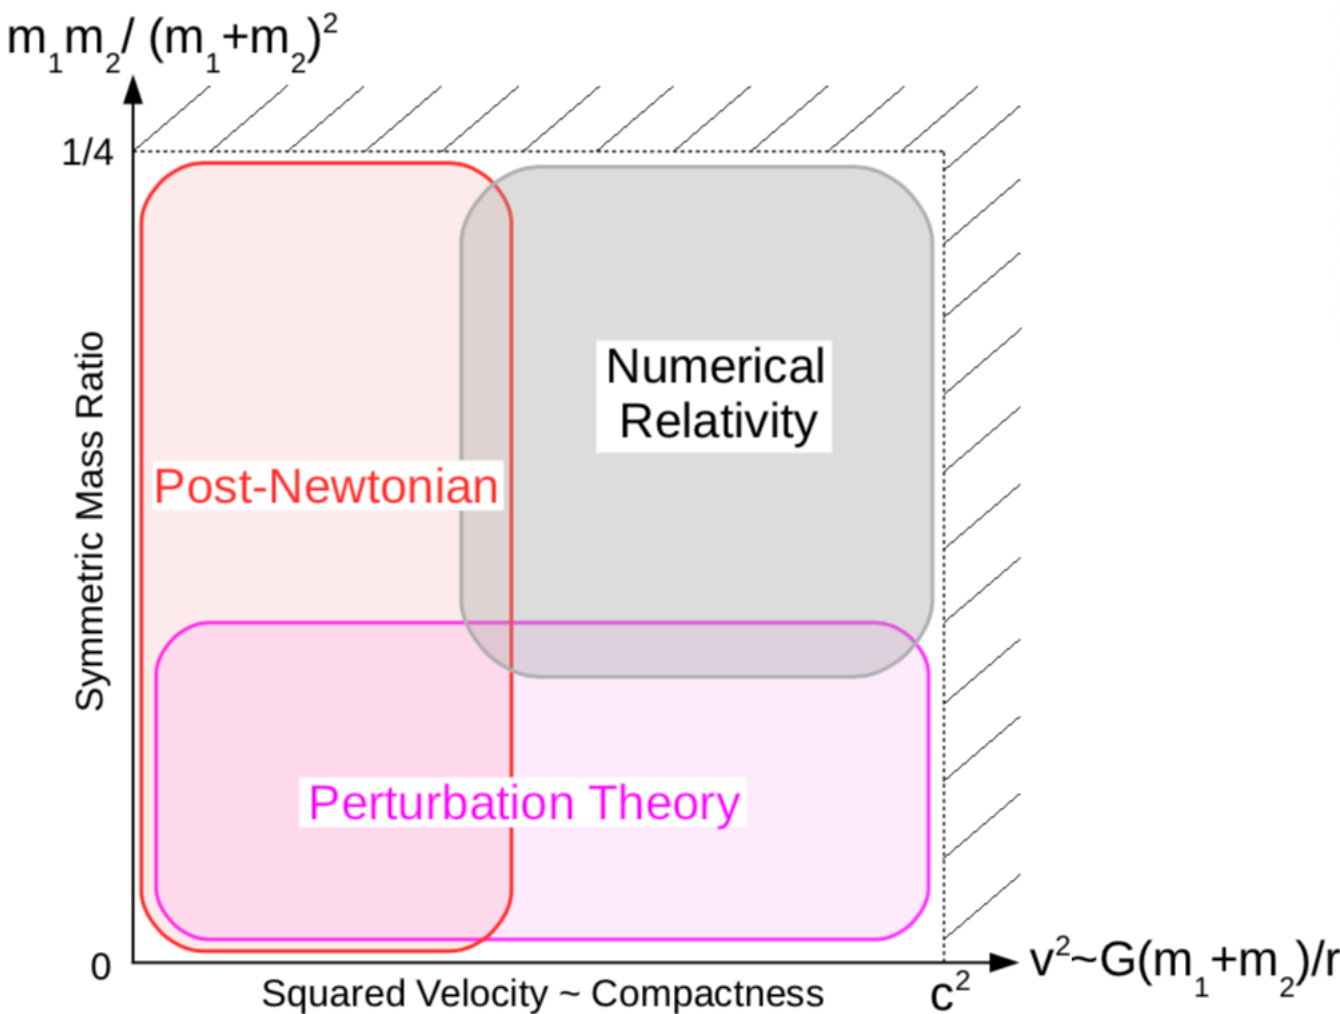 m₁m₂/ (m₁+m₂)²
1/4
Symmetric Mass Ratio
Numerical
Relativity
Post-Newtonian
Perturbation Theory
0
Squared Velocity ~ Compactness
c²
v²~G(m₁+m₂)/r